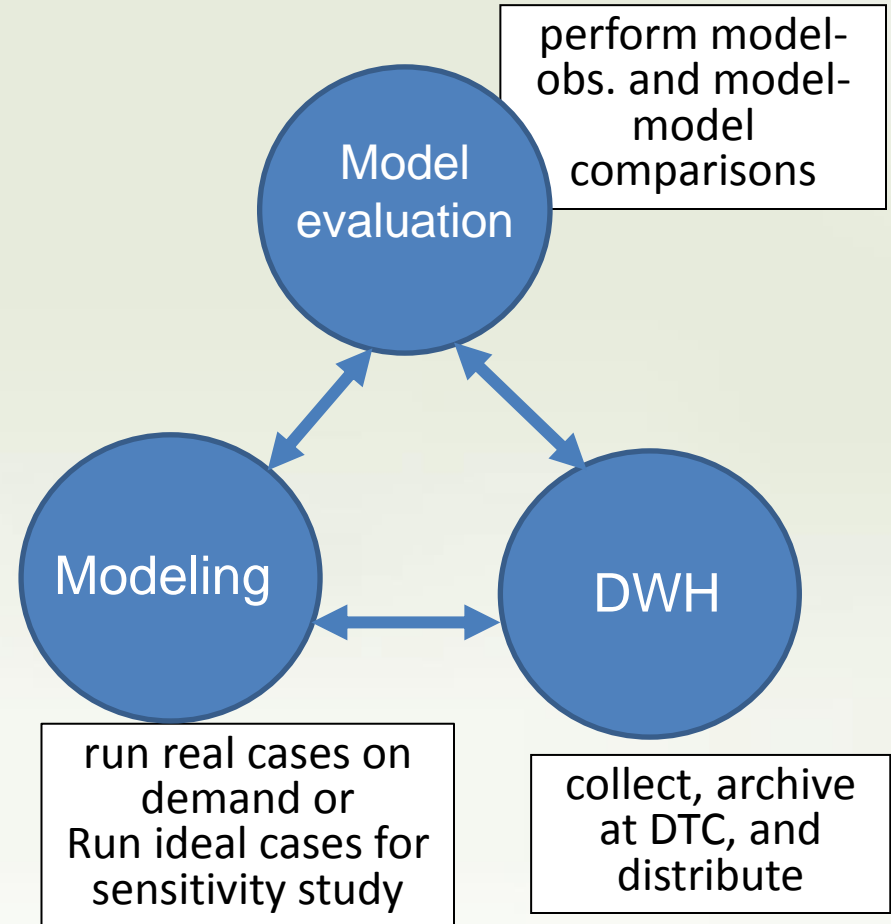 perform model-
obs. and model-
model
comparisons
Model
evaluation
Modeling
DWH
run real cases on
demand or
Run ideal cases for
sensitivity study
collect, archive
at DTC, and
distribute